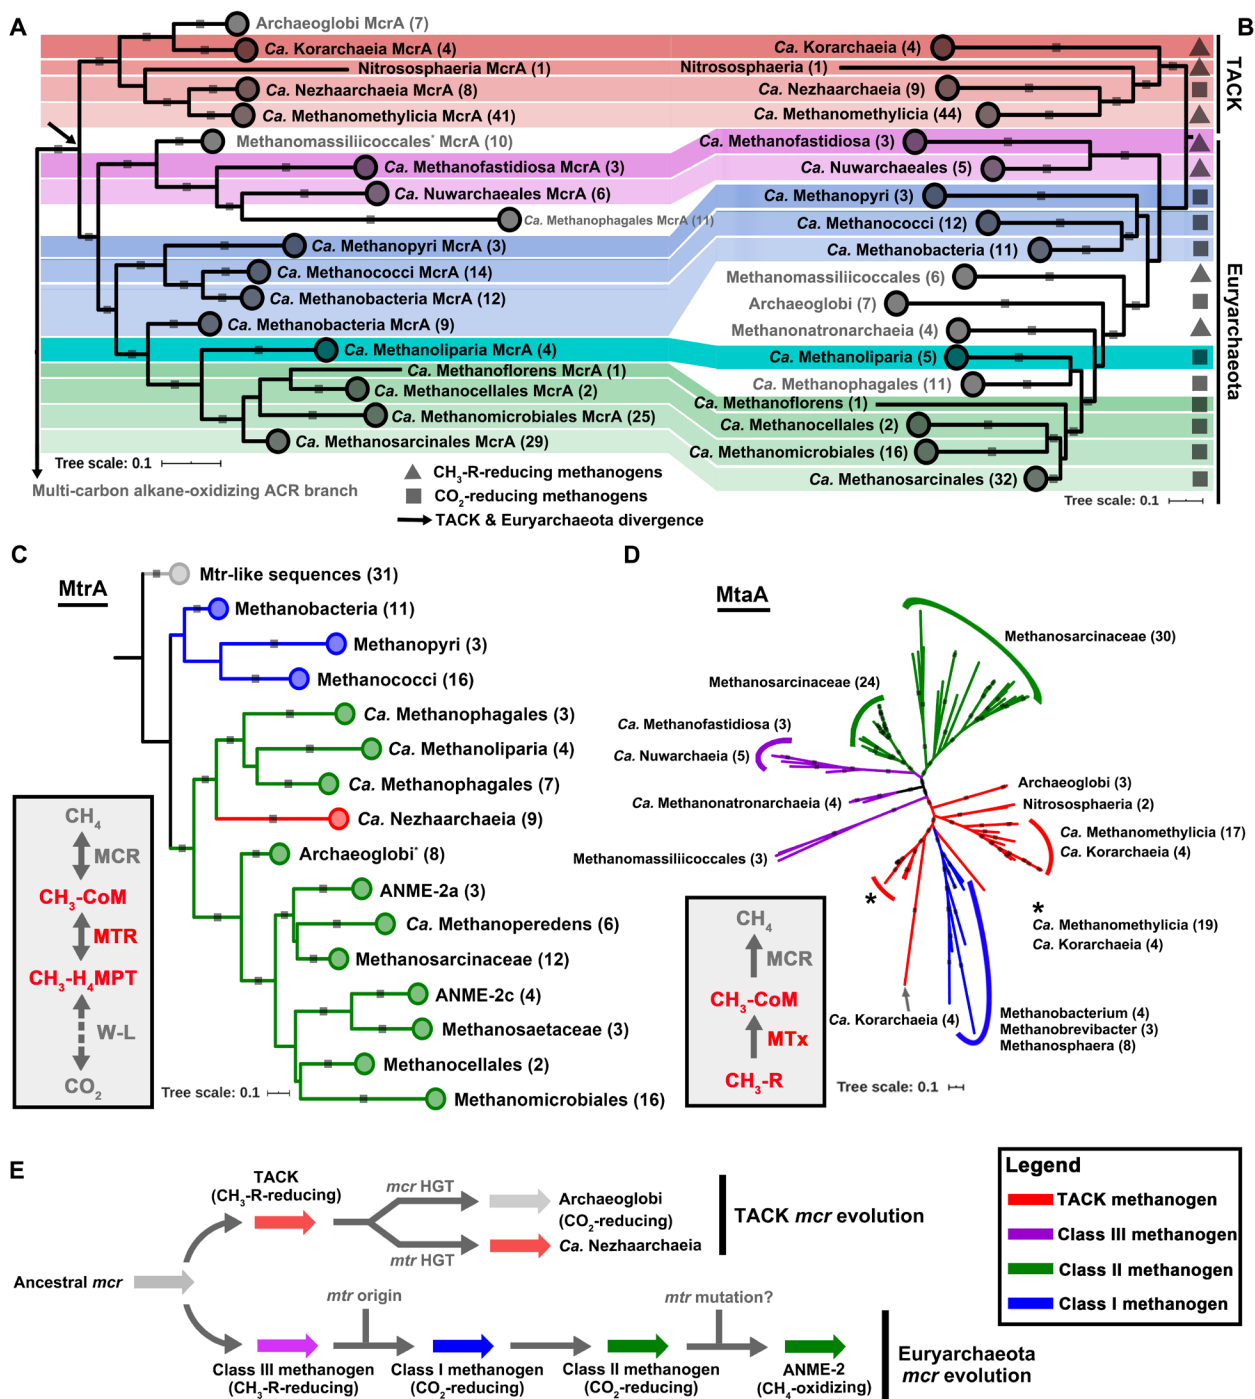 A
Archaeoglobi McrA (7)
Ca. Korarchaeia McrA (4)
Nitrososphaeria McrA (1)
Ca. Nezhaarchaeia McrA (8)
Ca. Methanomethylicia McrA (41)
Methanomassiliicoccales* McrA (10)
Ca. Methanofastidiosa McrA (3)
Ca. Nuwarchaeales McrA (6)
Ca. Methanophagales McrA (11)
Ca. Methanopyri McrA (3)
Ca. Methanococci McrA (14)
Ca. Methanobacteria McrA (12)
Ca. Methanobacteria McrA (9)
Ca. Methanoliparia McrA (4)
Ca. Methanoflorens McrA (1)
Ca. Methanocellales McrA (2)
Ca. Methanomicrobiales McrA (25)
Ca. Methanosarcinales McrA (29)
Tree scale: 0.1
Multi-carbon alkane-oxidizing ACR branch
CH3-R-reducing methanogens
CO2-reducing methanogens
TACK & Euryarchaeota divergence
B
Ca. Korarchaeia (4)
Nitrososphaeria (1)
Ca. Nezhaarchaeia (9)
Ca. Methanomethylicia (44)
Ca. Methanofastidiosa (3)
Ca. Nuwarchaeales (5)
Ca. Methanopyri (3)
Ca. Methanococci (12)
Ca. Methanobacteria (11)
Methanomassiliicoccales (6)
Archaeoglobi (7)
Methanonatronarchaeia (4)
Ca. Methanoliparia (5)
Ca. Methanophagales (11)
Ca. Methanoflorens (1)
Ca. Methanocellales (2)
Ca. Methanomicrobiales (16)
Ca. Methanosarcinales (32)
Tree scale: 0.1
TACK
Euryarchaeota
C
MtrA
Mtr-like sequences (31)
Methanobacteria (11)
Methanopyri (3)
Methanococci (16)
Ca. Methanophagales (3)
Ca. Methanoliparia (4)
Ca. Methanophagales (7)
Ca. Nezhaarchaeia (9)
Archaeoglobi* (8)
ANME-2a (3)
Ca. Methanoperedens (6)
Methanosarcinaceae (12)
ANME-2c (4)
Methanosaetaceae (3)
Methanocellales (2)
Methanomicrobiales (16)
Tree scale: 0.1
CH4
MCR
CH3-CoM
MTR
CH3-H4MPT
W-L
CO2
D
MtaA
Methanosarcinaceae (30)
Methanosarcinaceae (24)
Ca. Methanofastidiosa (3)
Ca. Nuwarchaeia (5)
Ca. Methanonatronarchaeia (4)
Methanomassiliicoccales (3)
Archaeoglobi (3)
Nitrososphaeria (2)
Ca. Methanomethylicia (17)
Ca. Korarchaeia (4)
*
*
Ca. Methanomethylicia (19)
Ca. Korarchaeia (4)
Ca. Korarchaeia (4)
Methanobacterium (4)
Methanobrevibacter (3)
Methanosphaera (8)
Tree scale: 0.1
CH4
MCR
CH3-CoM
MTx
CH3-R
E
Ancestral mcr
TACK
(CH3-R-reducing)
mcr HGT
mtr HGT
Archaeoglobi
(CO2-reducing)
Ca. Nezhaarchaeia
TACK mcr evolution
mtr origin
mtr mutation?
Class III methanogen
(CH3-R-reducing)
Class I methanogen
(CO2-reducing)
Class II methanogen
(CO2-reducing)
ANME-2
(CH4-oxidizing)
Euryarchaeota
mcr evolution
Legend
TACK methanogen
Class III methanogen
Class II methanogen
Class I methanogen